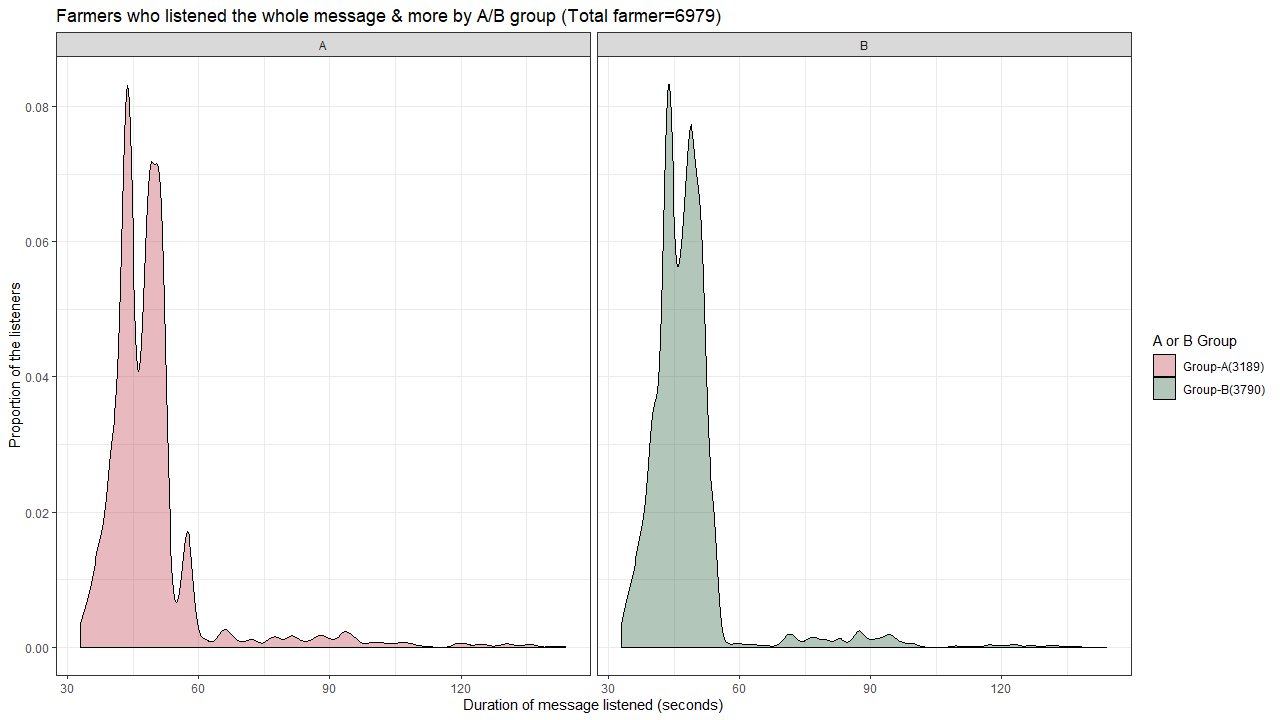 Farmers who listened the whole message & more by A/B group (Total farmer=6979)
A
B
0.08
0.06
0.04
0.02
0.00
Proportion of the listeners
30
60
90
120
30
60
90
120
Duration of message listened (seconds)
A or B Group
Group-A(3189)
Group-B(3790)